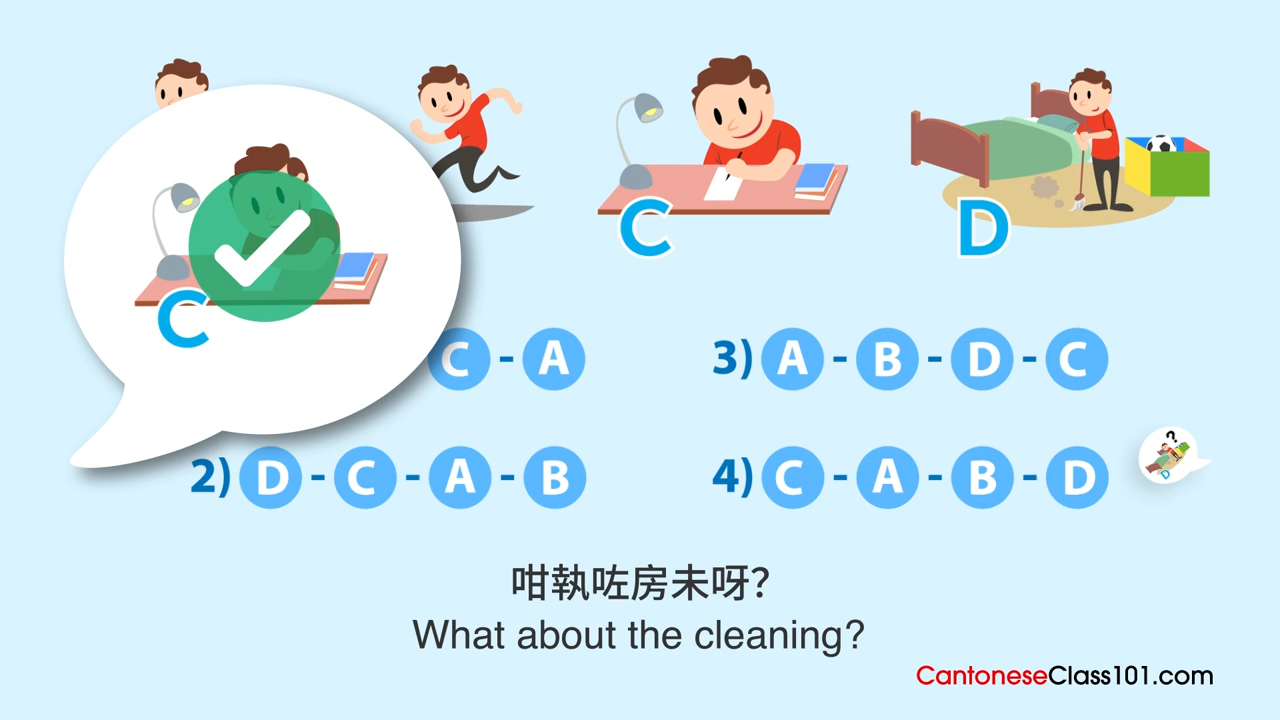 C
D
C
C - A
3) A - B - D - C
2) D - C - A - B
4) C - A - B - D
?
D
咁執咗房未呀?
What about the cleaning?
CantoneseClass101.com